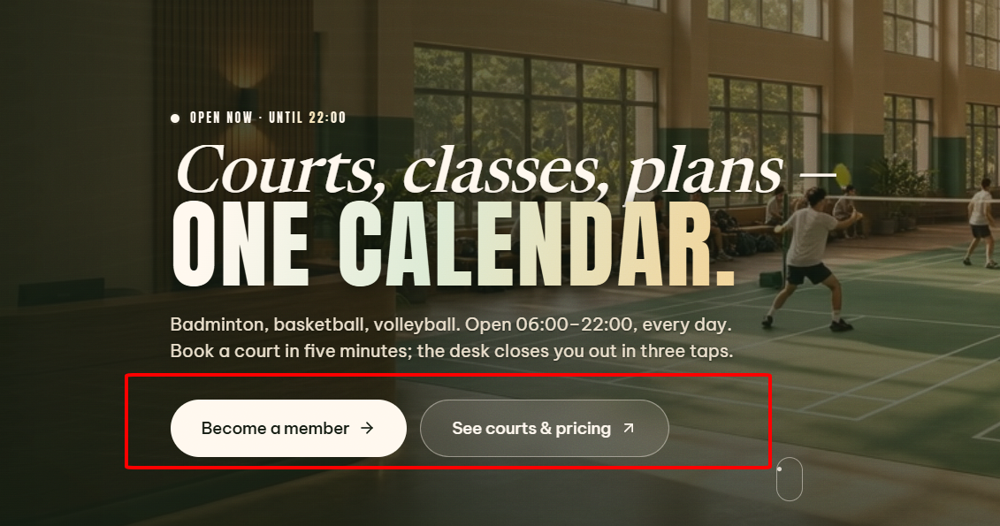 OPEN NOW · UNTIL 22:00
Courts, classes, plans —
ONE CALENDAR.
Badminton, basketball, volleyball. Open 06:00–22:00, every day.
Book a court in five minutes; the desk closes you out in three taps.
Become a member →
See courts & pricing ↗